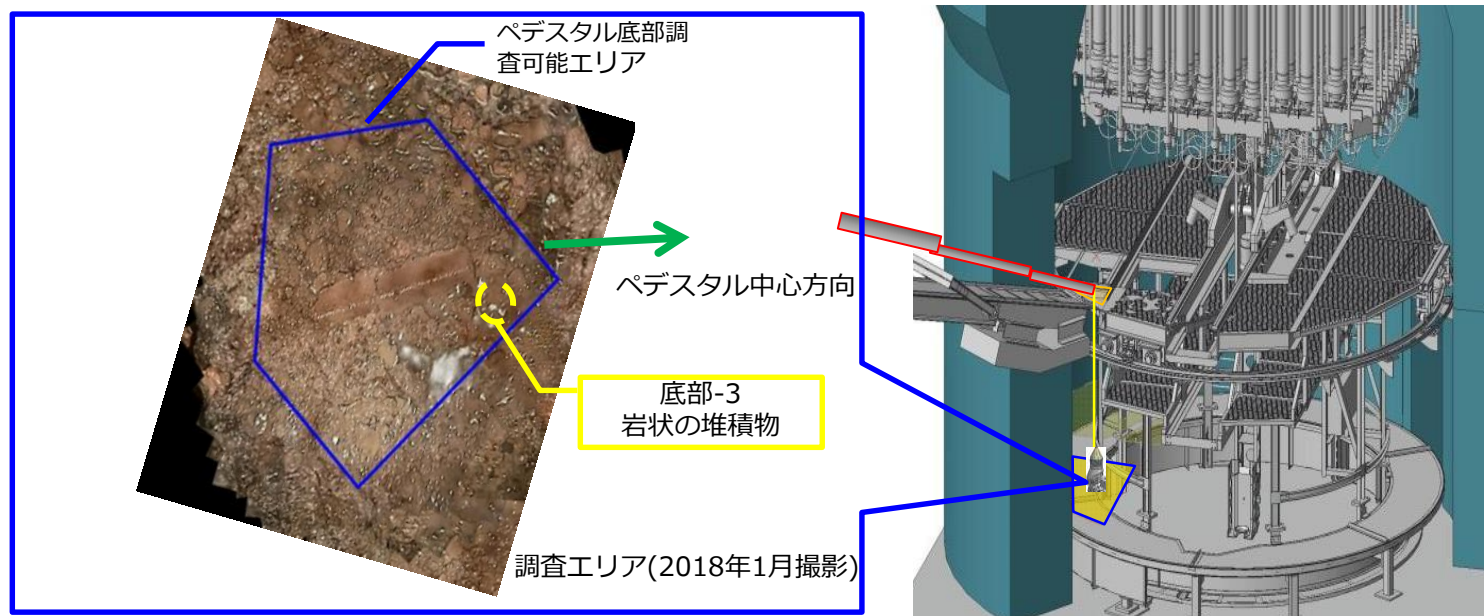 ペデスタル底部調
査可能エリア
ペデスタル中心方向
底部-3
岩状の堆積物
調査エリア(2018年1月撮影)